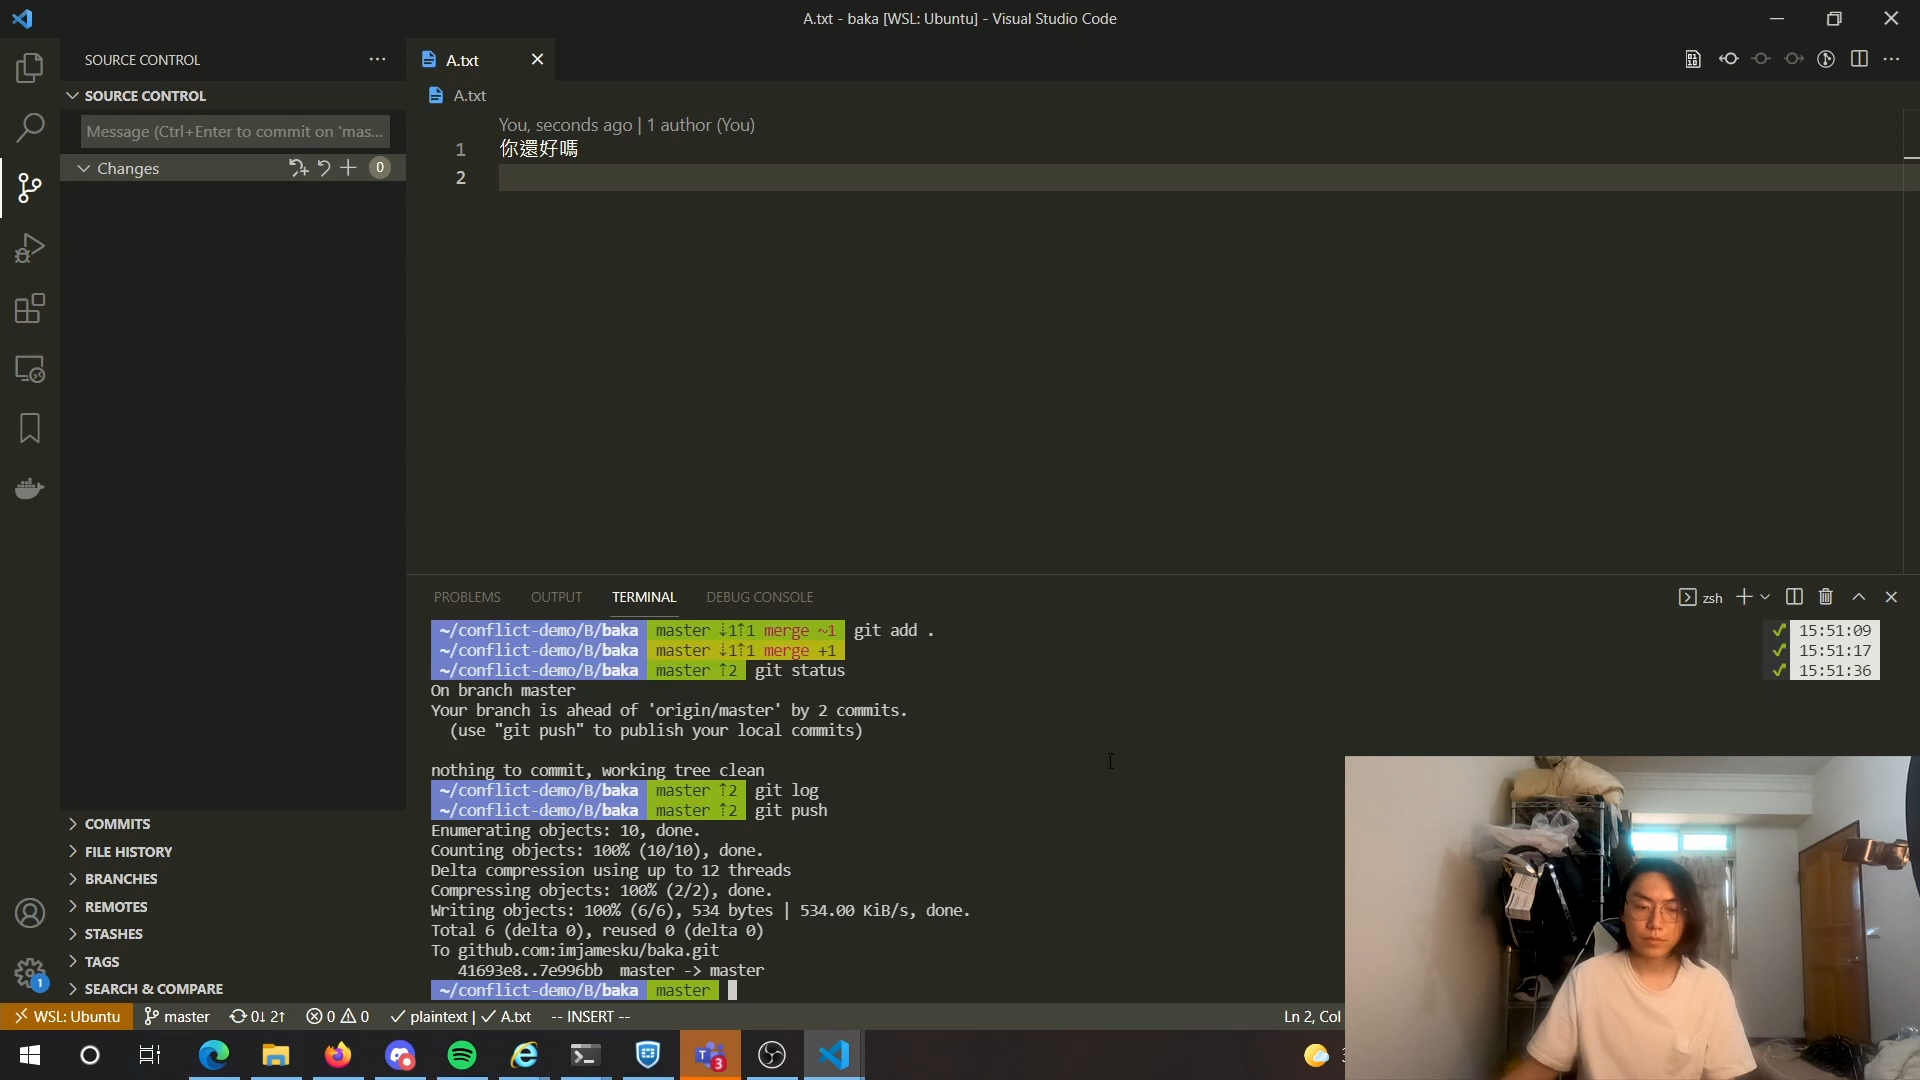 A.txt - baka [WSL: Ubuntu] - Visual Studio Code
SOURCE CONTROL
A.txt
SOURCE CONTROL
A.txt
Message (Ctrl+Enter to commit on 'mas...
You, seconds ago | 1 author (You)
1 你還好嗎
Changes 0
2
PROBLEMS OUTPUT TERMINAL DEBUG CONSOLE
zsh
~/conflict-demo/B/baka master ⇣1⇡1 merge ~1 git add . ✓ 15:51:09
~/conflict-demo/B/baka master ⇣1⇡1 merge +1 ✓ 15:51:17
~/conflict-demo/B/baka master ⇡2 git status ✓ 15:51:36
On branch master
Your branch is ahead of 'origin/master' by 2 commits.
(use "git push" to publish your local commits)
nothing to commit, working tree clean
~/conflict-demo/B/baka master ⇡2 git log
~/conflict-demo/B/baka master ⇡2 git push
Enumerating objects: 10, done.
Counting objects: 100% (10/10), done.
Delta compression using up to 12 threads
Compressing objects: 100% (2/2), done.
Writing objects: 100% (6/6), 534 bytes | 534.00 KiB/s, done.
Total 6 (delta 0), reused 0 (delta 0)
To github.com:imjamesku/baka.git
41693e8..7e996bb master -> master
~/conflict-demo/B/baka master
COMMITS
FILE HISTORY
BRANCHES
REMOTES
STASHES
TAGS
SEARCH & COMPARE
1
WSL: Ubuntu master 0↓ 2↑ 0 0 ✓ plaintext | ✓ A.txt -- INSERT -- Ln 2, Col
T 3